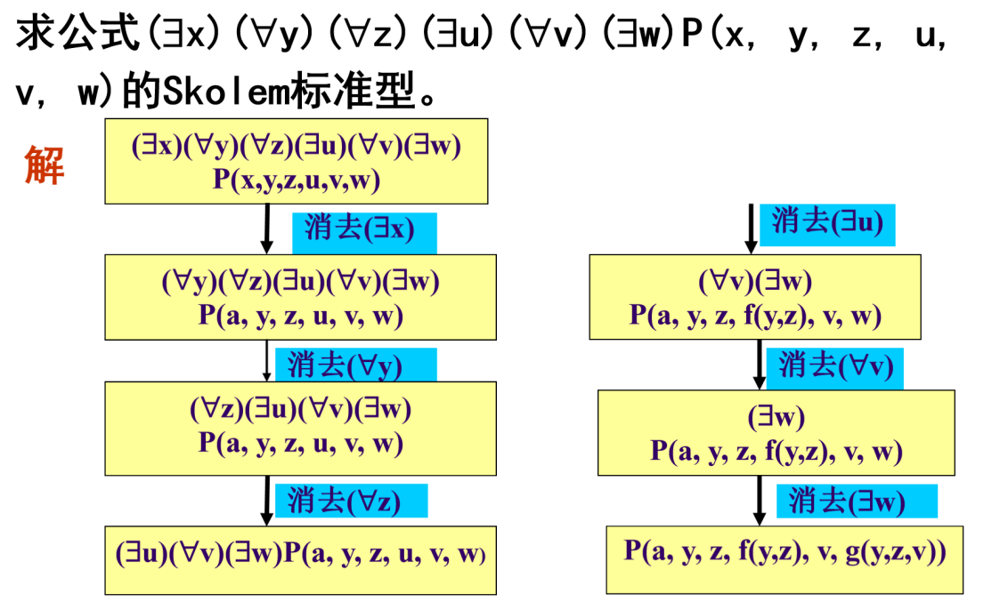 求公式(∃x)(∀y)(∀z)(∃u)(∀v)(∃w)P(x, y, z, u,
v, w)的Skolem标准型。
解
(∃x)(∀y)(∀z)(∃u)(∀v)(∃w)
P(x,y,z,u,v,w)
消去(∃x)
(∀y)(∀z)(∃u)(∀v)(∃w)
P(a, y, z, u, v, w)
消去(∀y)
(∀z)(∃u)(∀v)(∃w)
P(a, y, z, u, v, w)
消去(∀z)
(∃u)(∀v)(∃w)P(a, y, z, u, v, w)
消去(∃u)
(∀v)(∃w)
P(a, y, z, f(y,z), v, w)
消去(∀v)
(∃w)
P(a, y, z, f(y,z), v, w)
消去(∃w)
P(a, y, z, f(y,z), v, g(y,z,v))